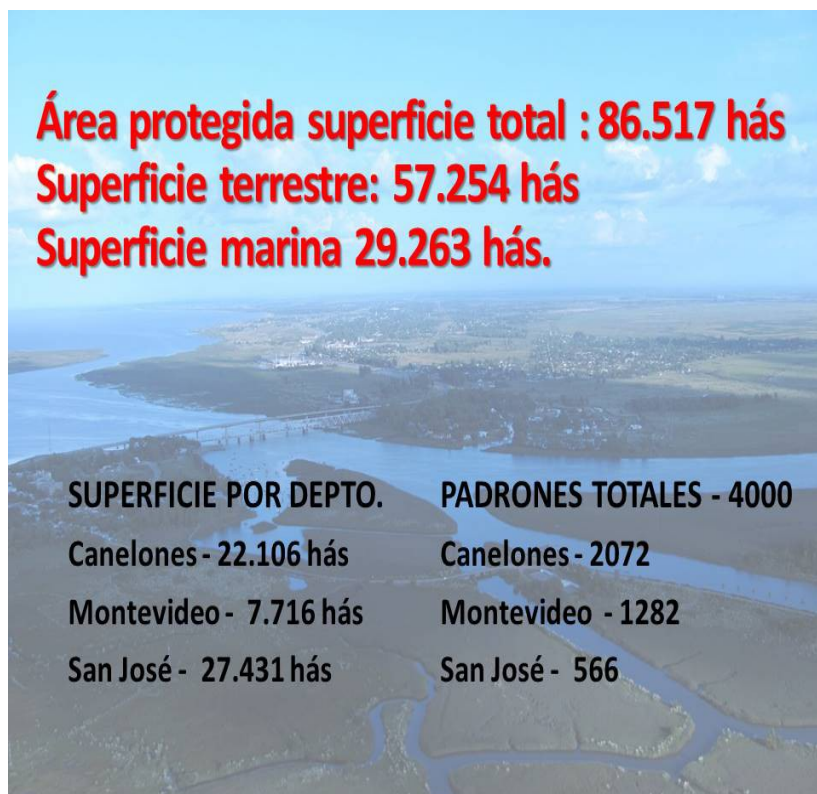 Área protegida superficie total : 86.517 hás
Superficie terrestre: 57.254 hás
Superficie marina 29.263 hás.
SUPERFICIE POR DEPTO.
Canelones - 22.106 hás
Montevideo - 7.716 hás
San José - 27.431 hás
PADRONES TOTALES - 4000
Canelones - 2072
Montevideo - 1282
San José - 566